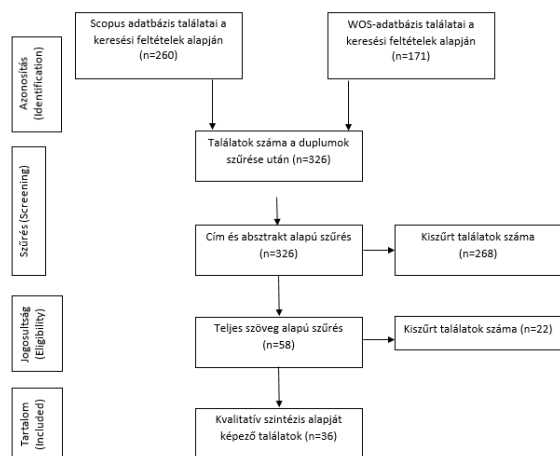 Azonosítás
(Identification)
Scopus adatbázis találatai a
keresési feltételek alapján
(n=260)
WOS-adatbázis találatai a
keresési feltételek alapján
(n=171)
Találatok száma a duplumok
szűrése után (n=326)
Szűrés (Screening)
Cím és absztrakt alapú szűrés
(n=326)
Kiszűrt találatok száma
(n=268)
Jogosultság
(Eligibility)
Teljes szöveg alapú szűrés
(n=58)
Kiszűrt találatok száma (n=22)
Tartalom
(Included)
Kvalitatív szintézis alapját
képező találatok (n=36)